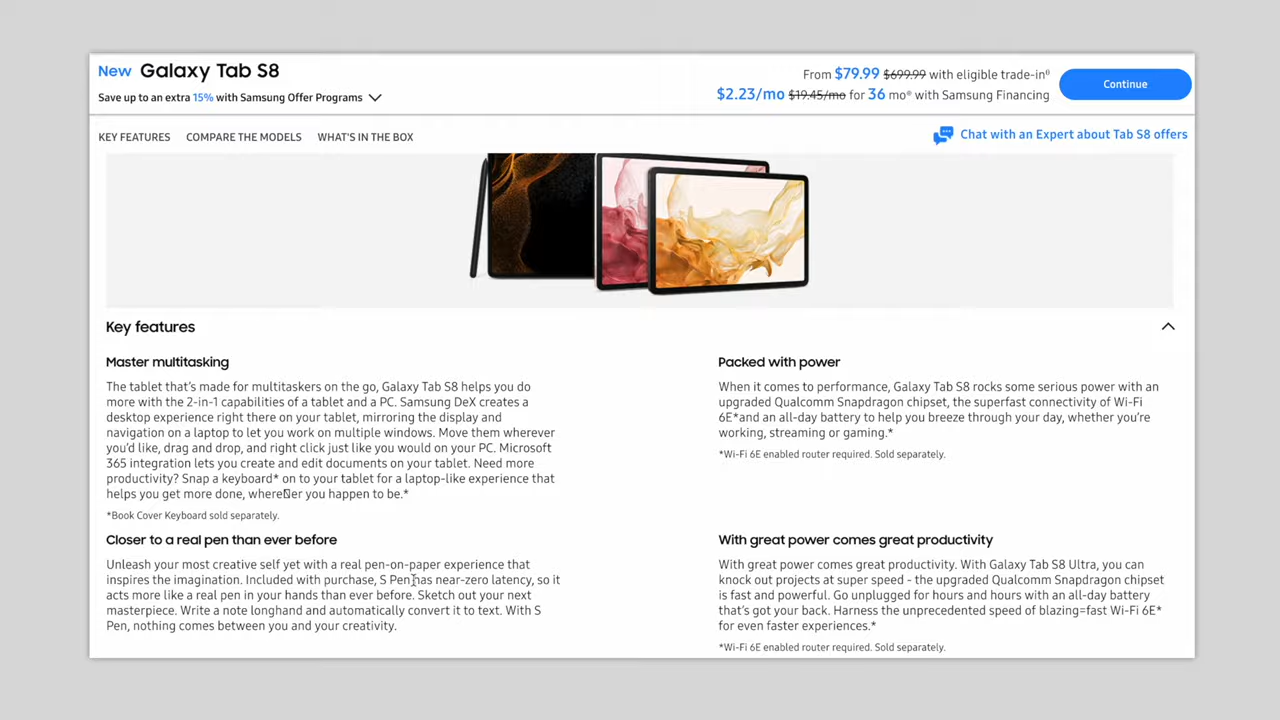 New Galaxy Tab S8
From $79.99 $699.99 with eligible trade-in⁰
Save up to an extra 15% with Samsung Offer Programs
$2.23/mo $19.45/mo for 36 mo° with Samsung Financing
Continue
KEY FEATURES COMPARE THE MODELS WHAT'S IN THE BOX
Chat with an Expert about Tab S8 offers
Key features
Master multitasking
The tablet that's made for multitaskers on the go, Galaxy Tab S8 helps you do
more with the 2-in-1 capabilities of a tablet and a PC. Samsung DeX creates a
desktop experience right there on your tablet, mirroring the display and
navigation on a laptop to let you work on multiple windows. Move them wherever
you'd like, drag and drop, and right click just like you would on your PC. Microsoft
365 integration lets you create and edit documents on your tablet. Need more
productivity? Snap a keyboard* on to your tablet for a laptop-like experience that
helps you get more done, where▯er you happen to be.*
*Book Cover Keyboard sold separately.
Packed with power
When it comes to performance, Galaxy Tab S8 rocks some serious power with an
upgraded Qualcomm Snapdragon chipset, the superfast connectivity of Wi-Fi
6E*and an all-day battery to help you breeze through your day, whether you're
working, streaming or gaming.*
*Wi-Fi 6E enabled router required. Sold separately.
Closer to a real pen than ever before
Unleash your most creative self yet with a real pen-on-paper experience that
inspires the imagination. Included with purchase, S Pen has near-zero latency, so it
acts more like a real pen in your hands than ever before. Sketch out your next
masterpiece. Write a note longhand and automatically convert it to text. With S
Pen, nothing comes between you and your creativity.
With great power comes great productivity
With great power comes great productivity. With Galaxy Tab S8 Ultra, you can
knock out projects at super speed - the upgraded Qualcomm Snapdragon chipset
is fast and powerful. Go unplugged for hours and hours with an all-day battery
that's got your back. Harness the unprecedented speed of blazing=fast Wi-Fi 6E*
for even faster experiences.*
*Wi-Fi 6E enabled router required. Sold separately.